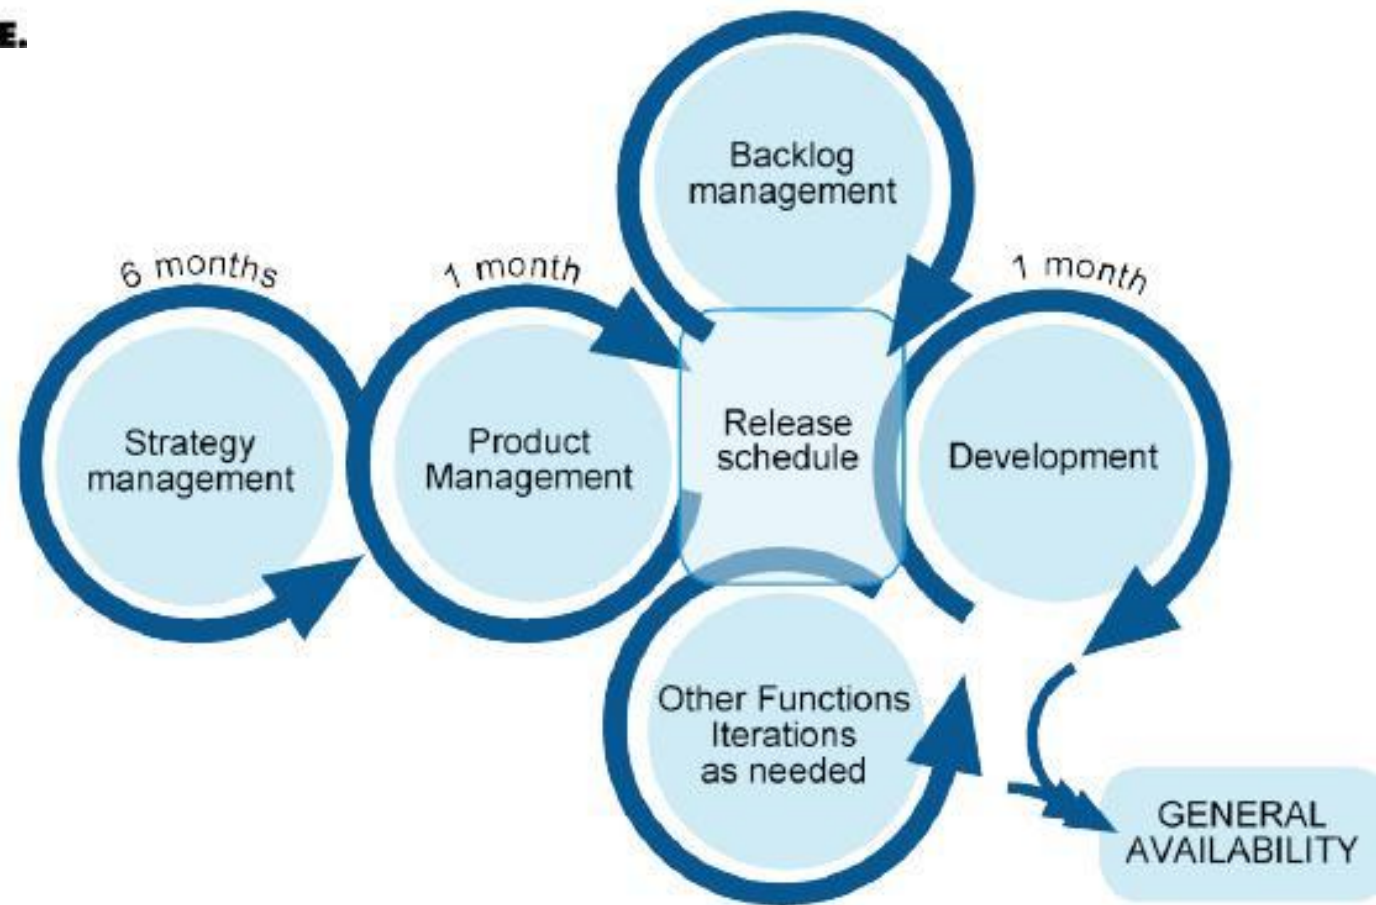 E.
Backlog
management
6 months
1 month
1 month
Strategy
management
Product
Management
Release
schedule
Development
Other Functions
Iterations
as needed
GENERAL
AVAILABILITY